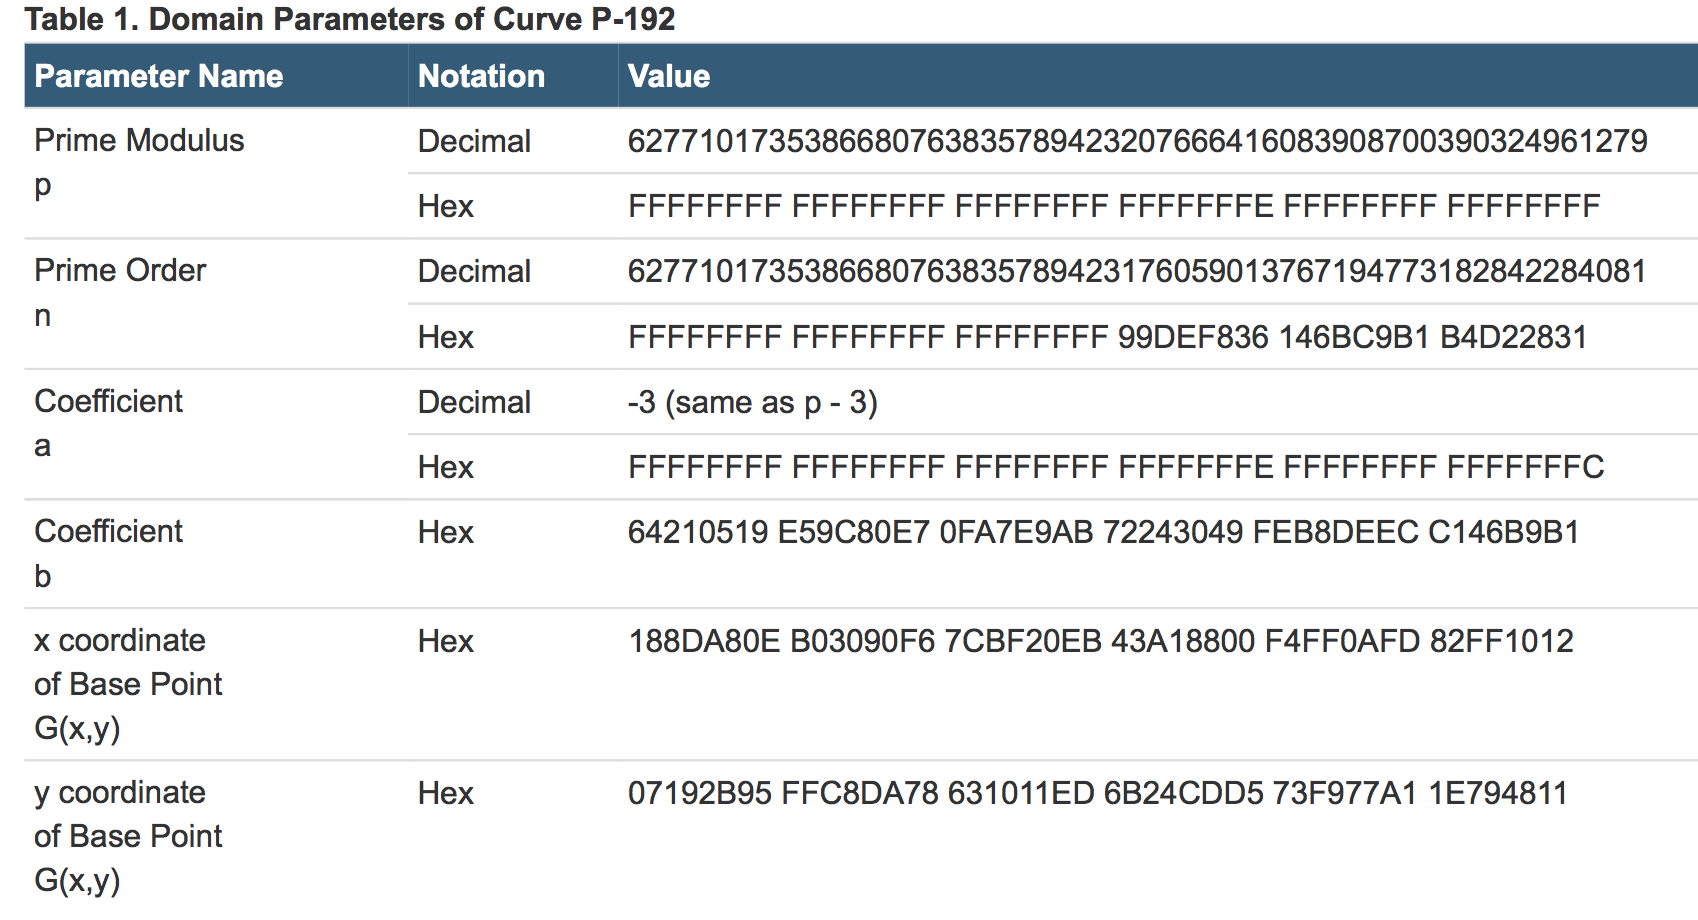 Table 1. Domain Parameters of Curve P-192
Parameter Name Notation Value
Prime Modulus Decimal 6277101735386680763835789423207666416083908700390324961279
p
Hex FFFFFFFF FFFFFFFF FFFFFFFF FFFFFFFE FFFFFFFF FFFFFFFF
Prime Order Decimal 6277101735386680763835789423176059013767194773182842284081
n
Hex FFFFFFFF FFFFFFFF FFFFFFFF 99DEF836 146BC9B1 B4D22831
Coefficient Decimal -3 (same as p - 3)
a
Hex FFFFFFFF FFFFFFFF FFFFFFFF FFFFFFFE FFFFFFFF FFFFFFFC
Coefficient Hex 64210519 E59C80E7 0FA7E9AB 72243049 FEB8DEEC C146B9B1
b
x coordinate Hex 188DA80E B03090F6 7CBF20EB 43A18800 F4FF0AFD 82FF1012
of Base Point
G(x,y)
y coordinate Hex 07192B95 FFC8DA78 631011ED 6B24CDD5 73F977A1 1E794811
of Base Point
G(x,y)